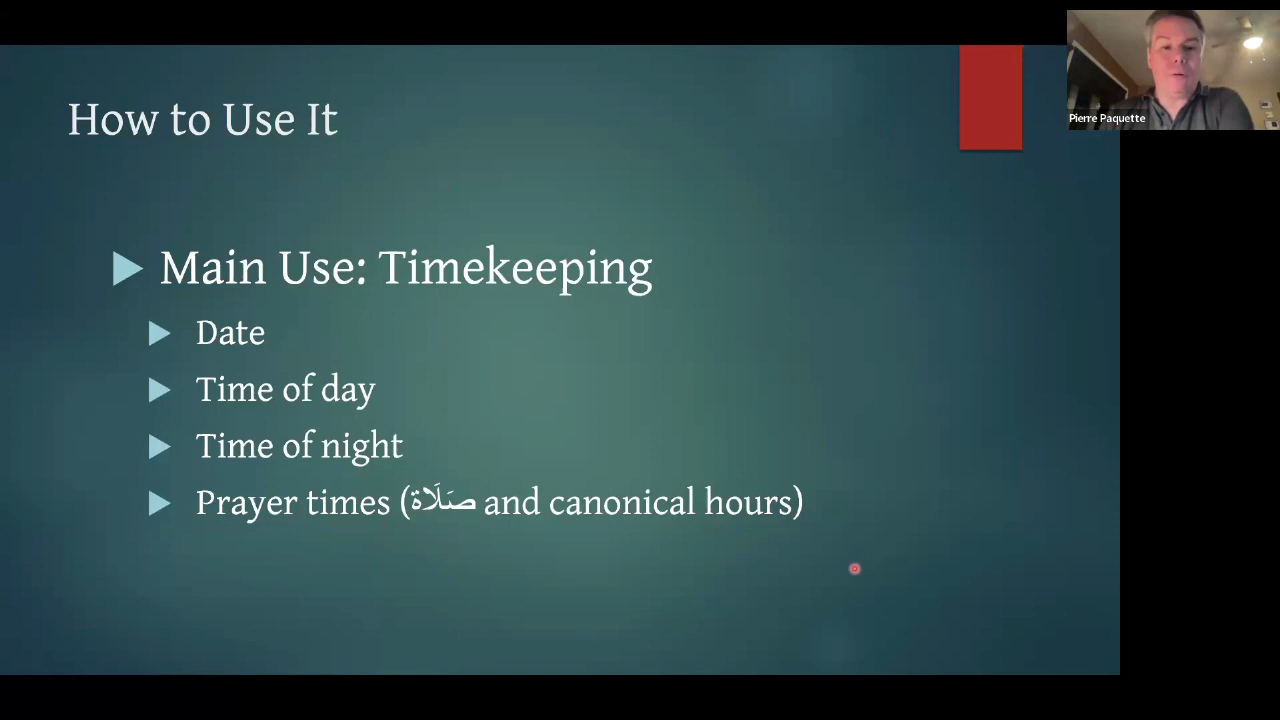 How to Use It
Pierre Paquette
Main Use: Timekeeping
Date
Time of day
Time of night
Prayer times (صَلَاة and canonical hours)